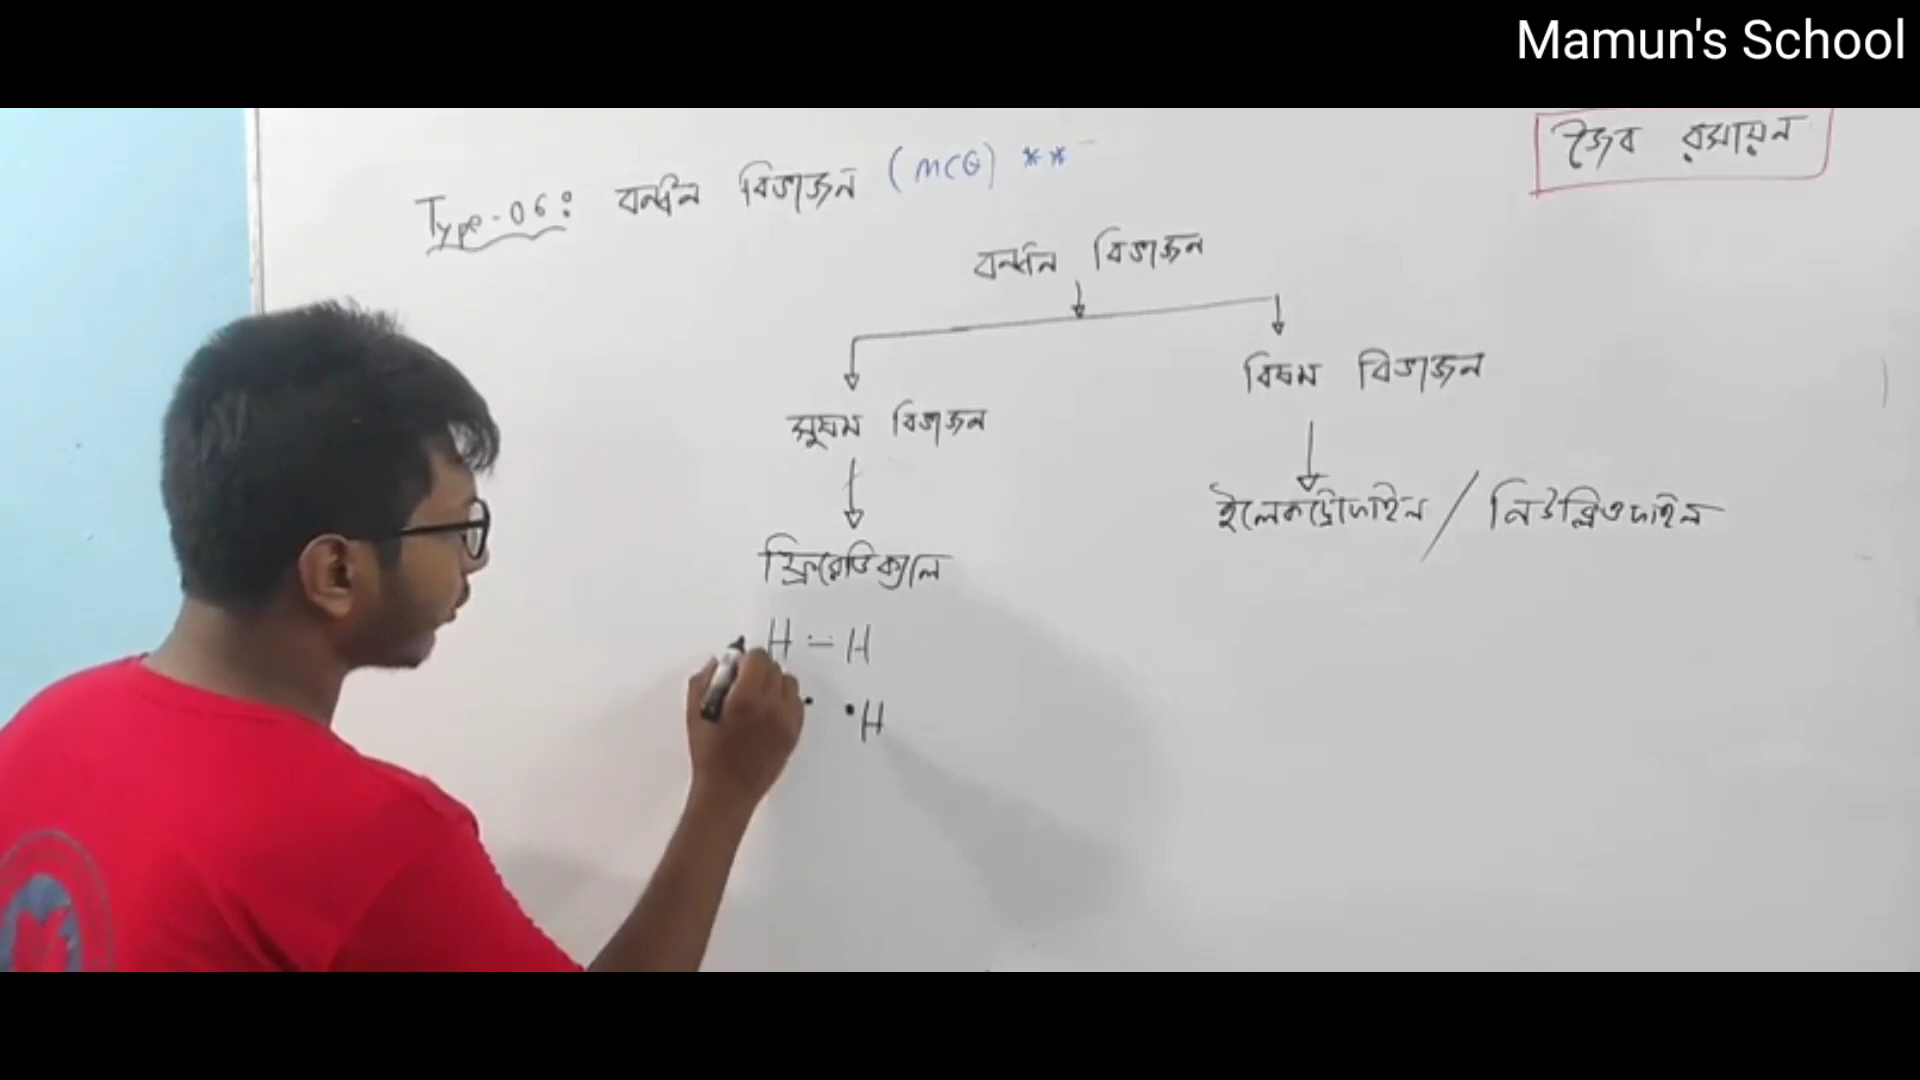 Mamun's School
জৈব রসায়ন
Type-06: বন্ধন বিভাজন (MCQ) **
বন্ধন বিভাজন
সুষম বিভাজন
বিষম বিভাজন
ফ্রিরেডিক্যাল
ইলেকট্রোফাইল / নিউক্লিওফাইল
H - H
• •H